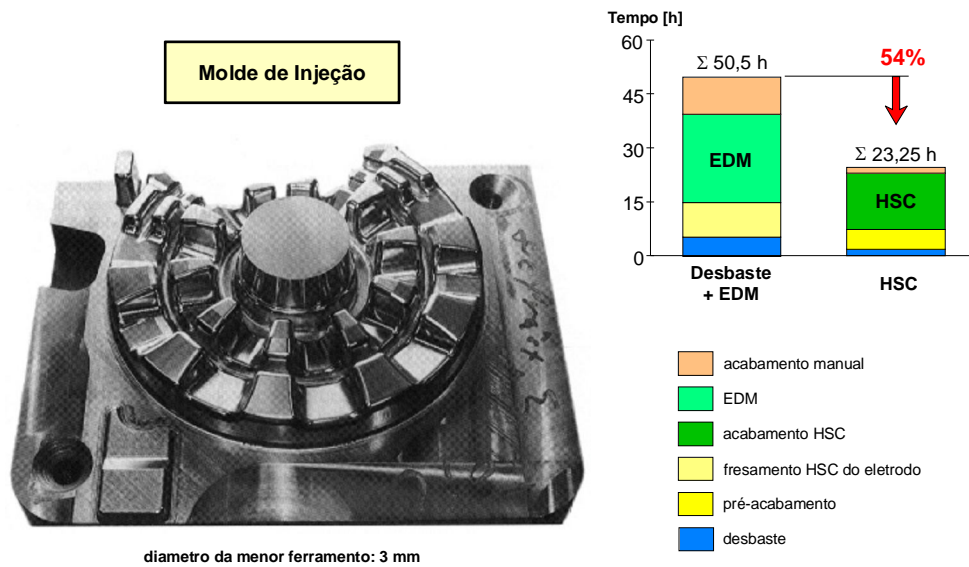 Molde de Injeção
diametro da menor ferramento: 3 mm
Tempo [h]
60
45
30
15
0
Σ 50,5 h
54%
Σ 23,25 h
EDM
HSC
Desbaste
+ EDM
HSC
acabamento manual
EDM
acabamento HSC
fresamento HSC do eletrodo
pré-acabamento
desbaste